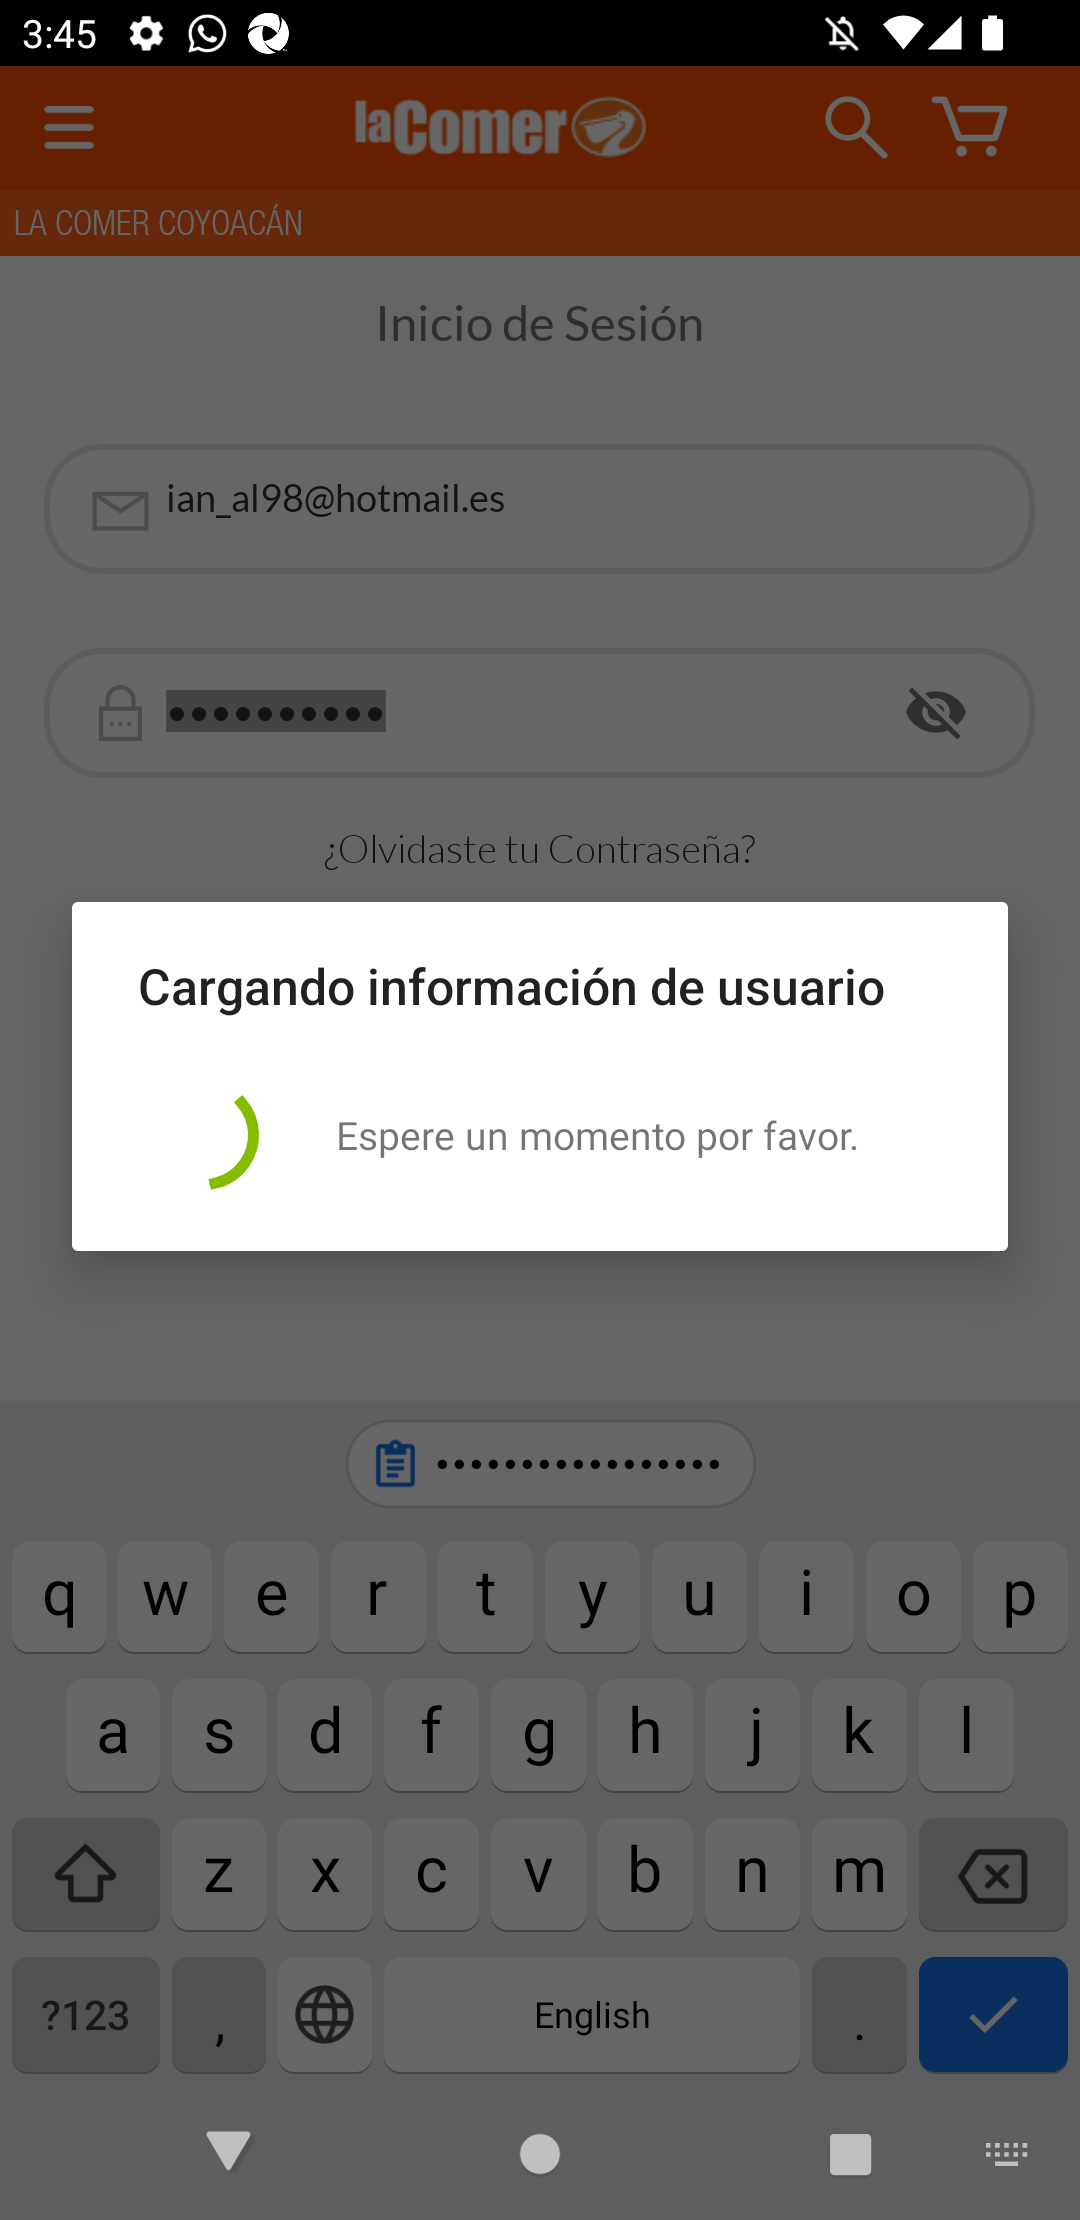 3:45
laComer
LA COMER COYOACÁN
Inicio de Sesión
ian_al98@hotmail.es
••••••••••
¿Olvidaste tu Contraseña?
Cargando información de usuario
Espere un momento por favor.
•••••••••••••••••
q w e r t y u i o p
a s d f g h j k l
z x c v b n m
?123 , English .